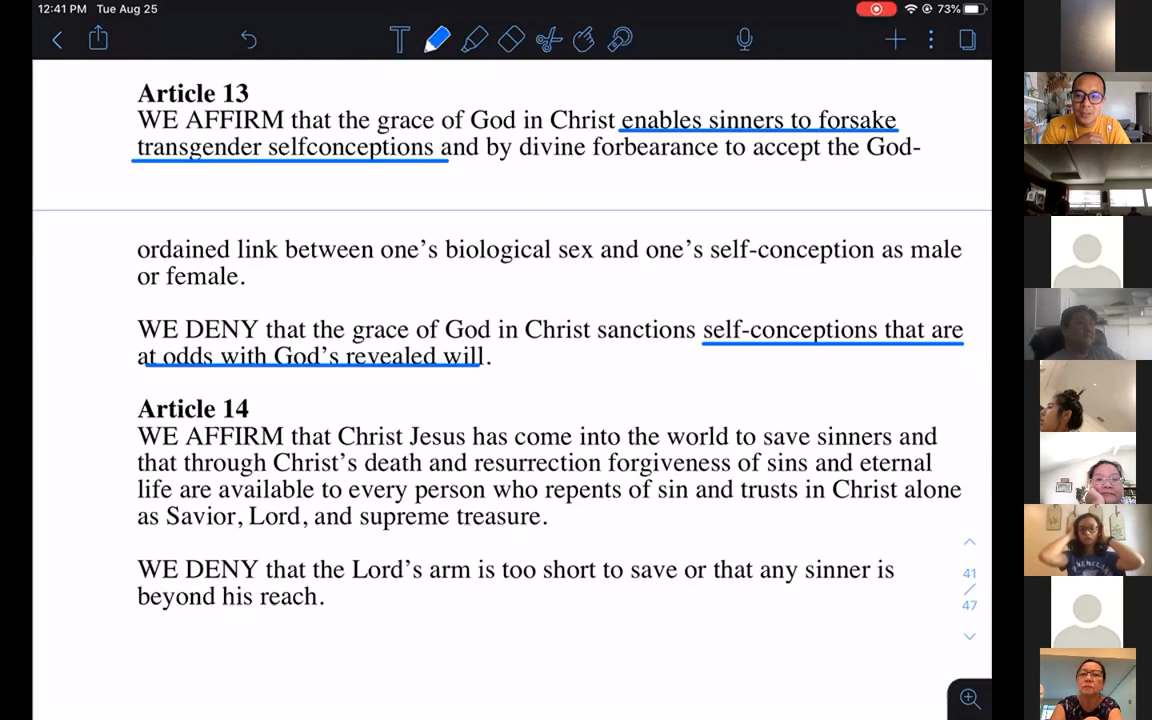 12:41 PM Tue Aug 25
73%
Article 13
WE AFFIRM that the grace of God in Christ enables sinners to forsake
transgender selfconceptions and by divine forbearance to accept the God-
ordained link between one's biological sex and one's self-conception as male
or female.
WE DENY that the grace of God in Christ sanctions self-conceptions that are
at odds with God's revealed will.
Article 14
WE AFFIRM that Christ Jesus has come into the world to save sinners and
that through Christ's death and resurrection forgiveness of sins and eternal
life are available to every person who repents of sin and trusts in Christ alone
as Savior, Lord, and supreme treasure.
WE DENY that the Lord's arm is too short to save or that any sinner is
beyond his reach.
41
/
47